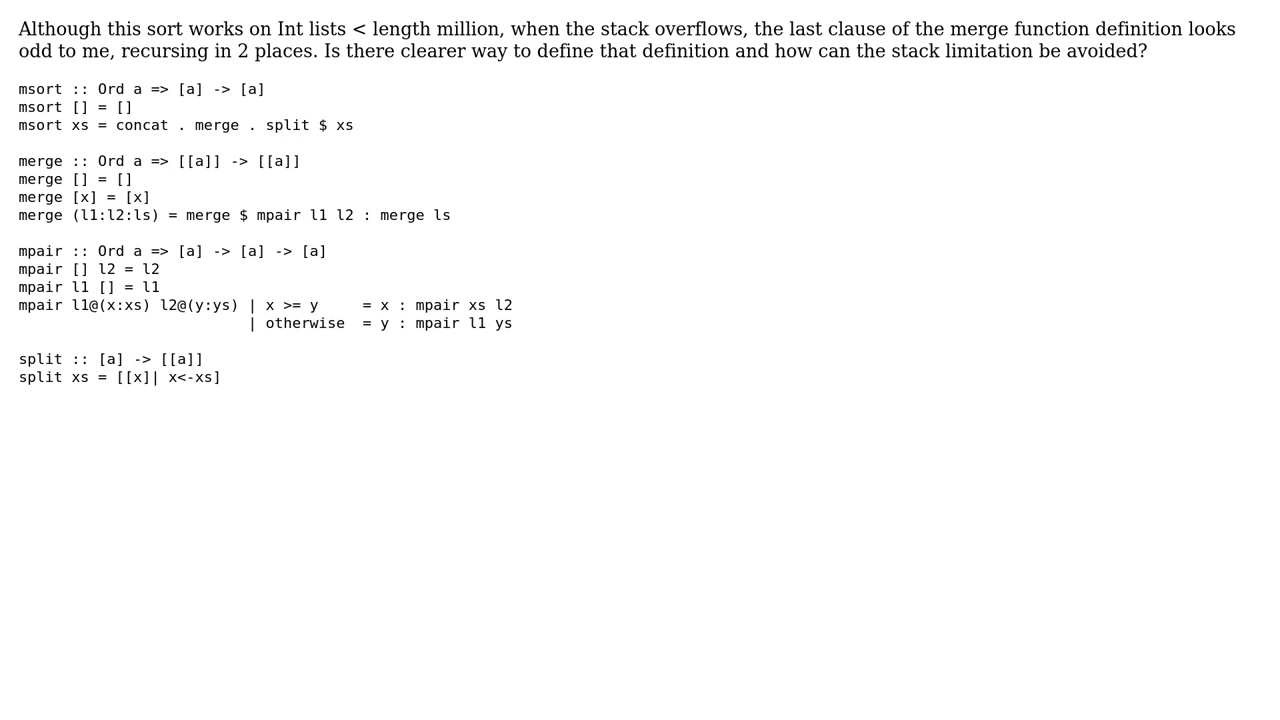 Although this sort works on Int lists < length million, when the stack overflows, the last clause of the merge function definition looks
odd to me, recursing in 2 places. Is there clearer way to define that definition and how can the stack limitation be avoided?

msort :: Ord a => [a] -> [a]
msort [] = []
msort xs = concat . merge . split $ xs

merge :: Ord a => [[a]] -> [[a]]
merge [] = []
merge [x] = [x]
merge (l1:l2:ls) = merge $ mpair l1 l2 : merge ls

mpair :: Ord a => [a] -> [a] -> [a]
mpair [] l2 = l2
mpair l1 [] = l1
mpair l1@(x:xs) l2@(y:ys) | x >= y     = x : mpair xs l2
                          | otherwise  = y : mpair l1 ys

split :: [a] -> [[a]]
split xs = [[x]| x<-xs]